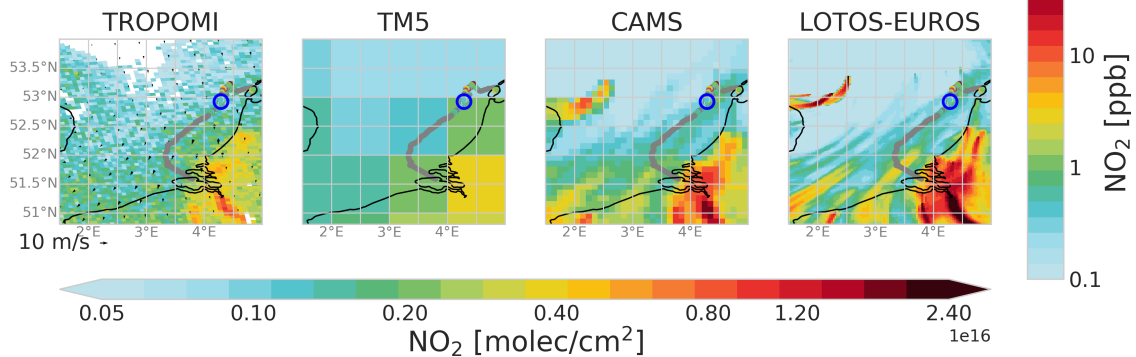 TROPOMI TM5 CAMS LOTOS-EUROS
53.5°N
53°N
52.5°N
52°N
51.5°N
51°N
2°E 3°E 4°E 2°E 3°E 4°E 2°E 3°E 4°E 2°E 3°E 4°E
10 m/s
10
1
0.1
NO₂ [ppb]
0.05 0.10 0.20 0.40 0.80 1.20 2.40
1e16
NO₂ [molec/cm²]